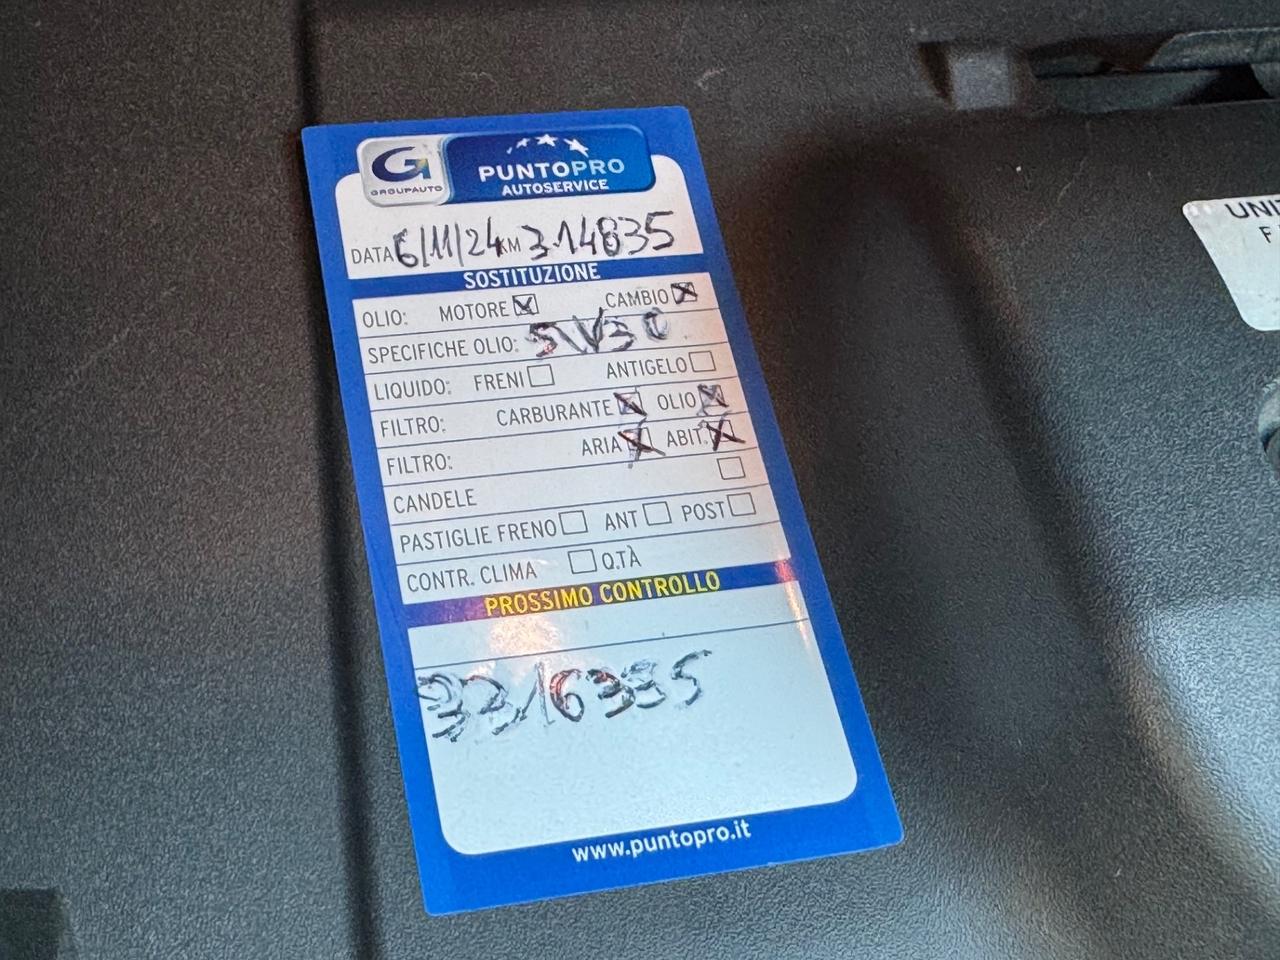 G
GROUPAUTO
PUNTOPRO
AUTOSERVICE
DATA 6/11/24 KM 314835
SOSTITUZIONE
OLIO: MOTORE CAMBIO
SPECIFICHE OLIO: 5W30
LIQUIDO: FRENI ANTIGELO
FILTRO: CARBURANTE OLIO
FILTRO: ARIA ABIT.
CANDELE
PASTIGLIE FRENO ANT POST
CONTR. CLIMA Q.TÀ
PROSSIMO CONTROLLO
www.puntopro.it